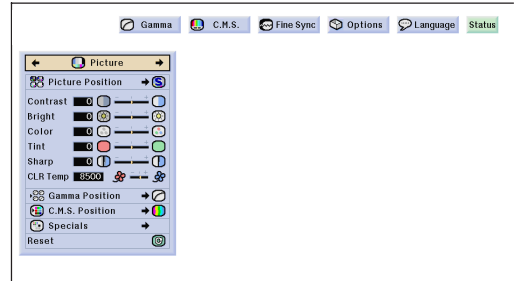 Gamma C.M.S. Fine Sync Options Language Status
Picture
Picture Position S
Contrast 0
Bright 0
Color 0
Tint 0
Sharp 0
CLR Temp 8500
Gamma Position
C.M.S. Position
Specials
Reset